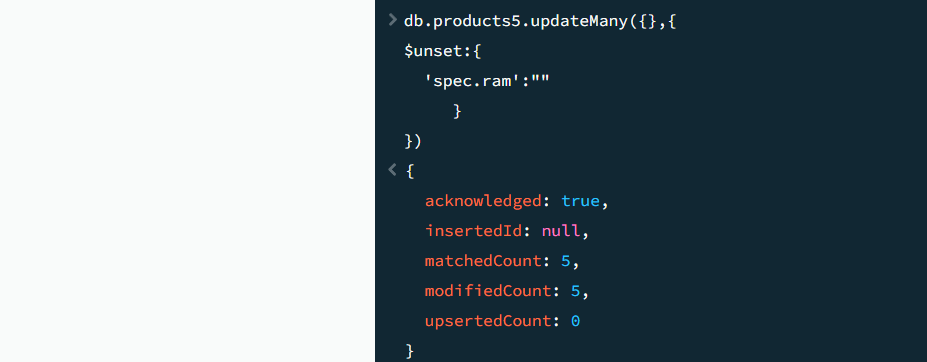 > db.products5.updateMany({},{
$unset:{
'spec.ram':""
}
})
< {
acknowledged: true,
insertedId: null,
matchedCount: 5,
modifiedCount: 5,
upsertedCount: 0
}